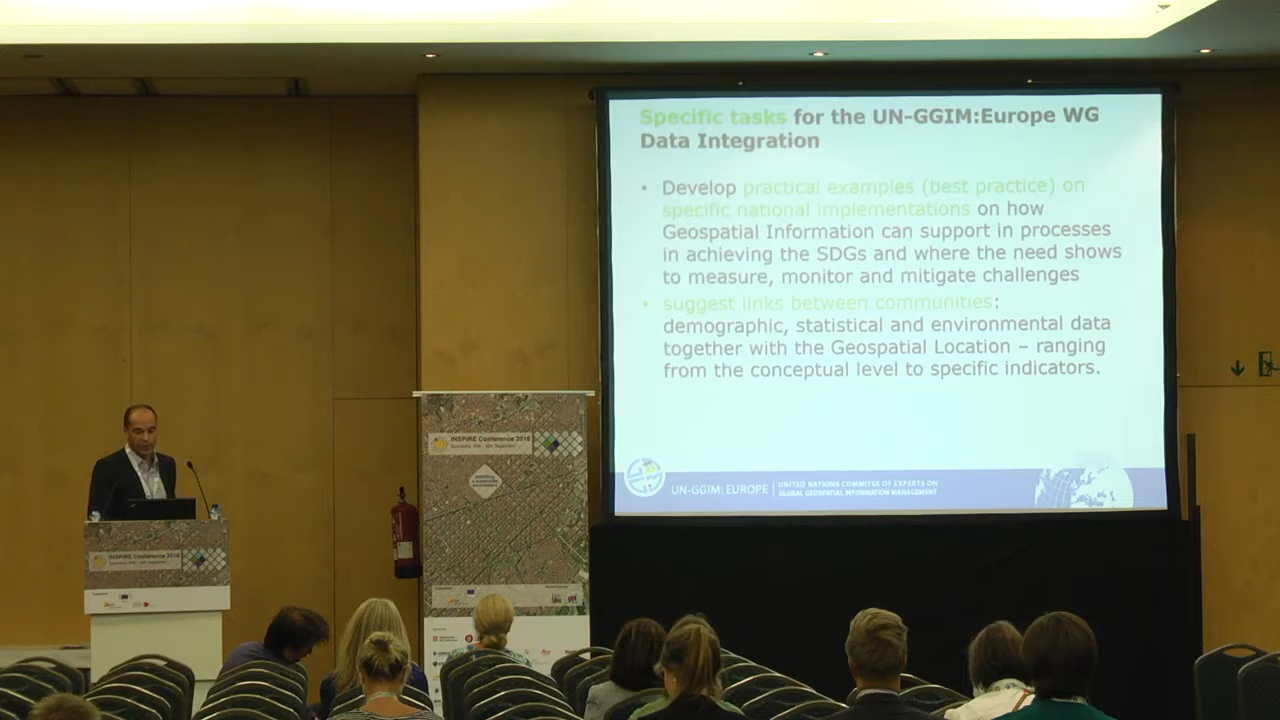 Specific tasks for the UN-GGIM:Europe WG
Data Integration
• Develop practical examples (best practice) on
specific national implementations on how
Geospatial Information can support in processes
in achieving the SDGs and where the need shows
to measure, monitor and mitigate challenges
• suggest links between communities:
demographic, statistical and environmental data
together with the Geospatial Location – ranging
from the conceptual level to specific indicators.
UN-GGIM: EUROPE
UNITED NATIONS COMMITTEE OF EXPERTS ON
GLOBAL GEOSPATIAL INFORMATION MANAGEMENT
INSPIRE Conference 2016
INSPIRE Conference 2016